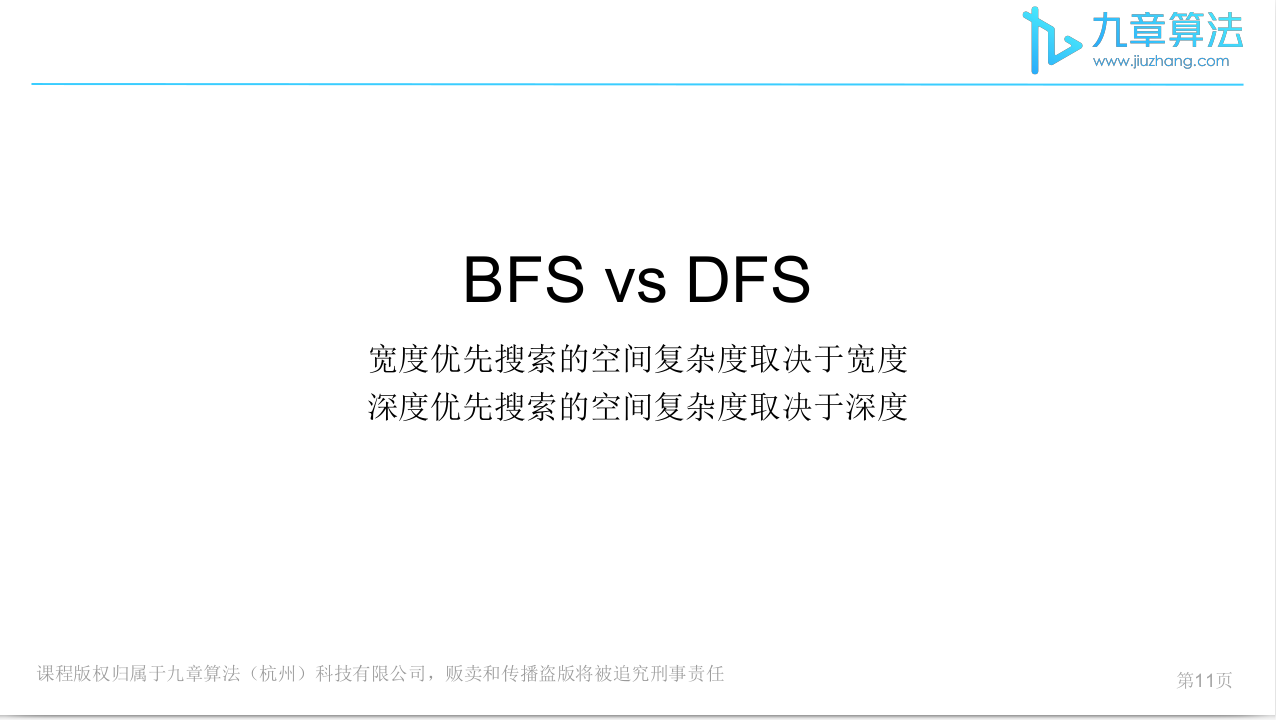 九章算法
www.jiuzhang.com
BFS vs DFS
宽度优先搜索的空间复杂度取决于宽度
深度优先搜索的空间复杂度取决于深度
课程版权归属于九章算法（杭州）科技有限公司，贩卖和传播盗版将被追究刑事责任
第11页